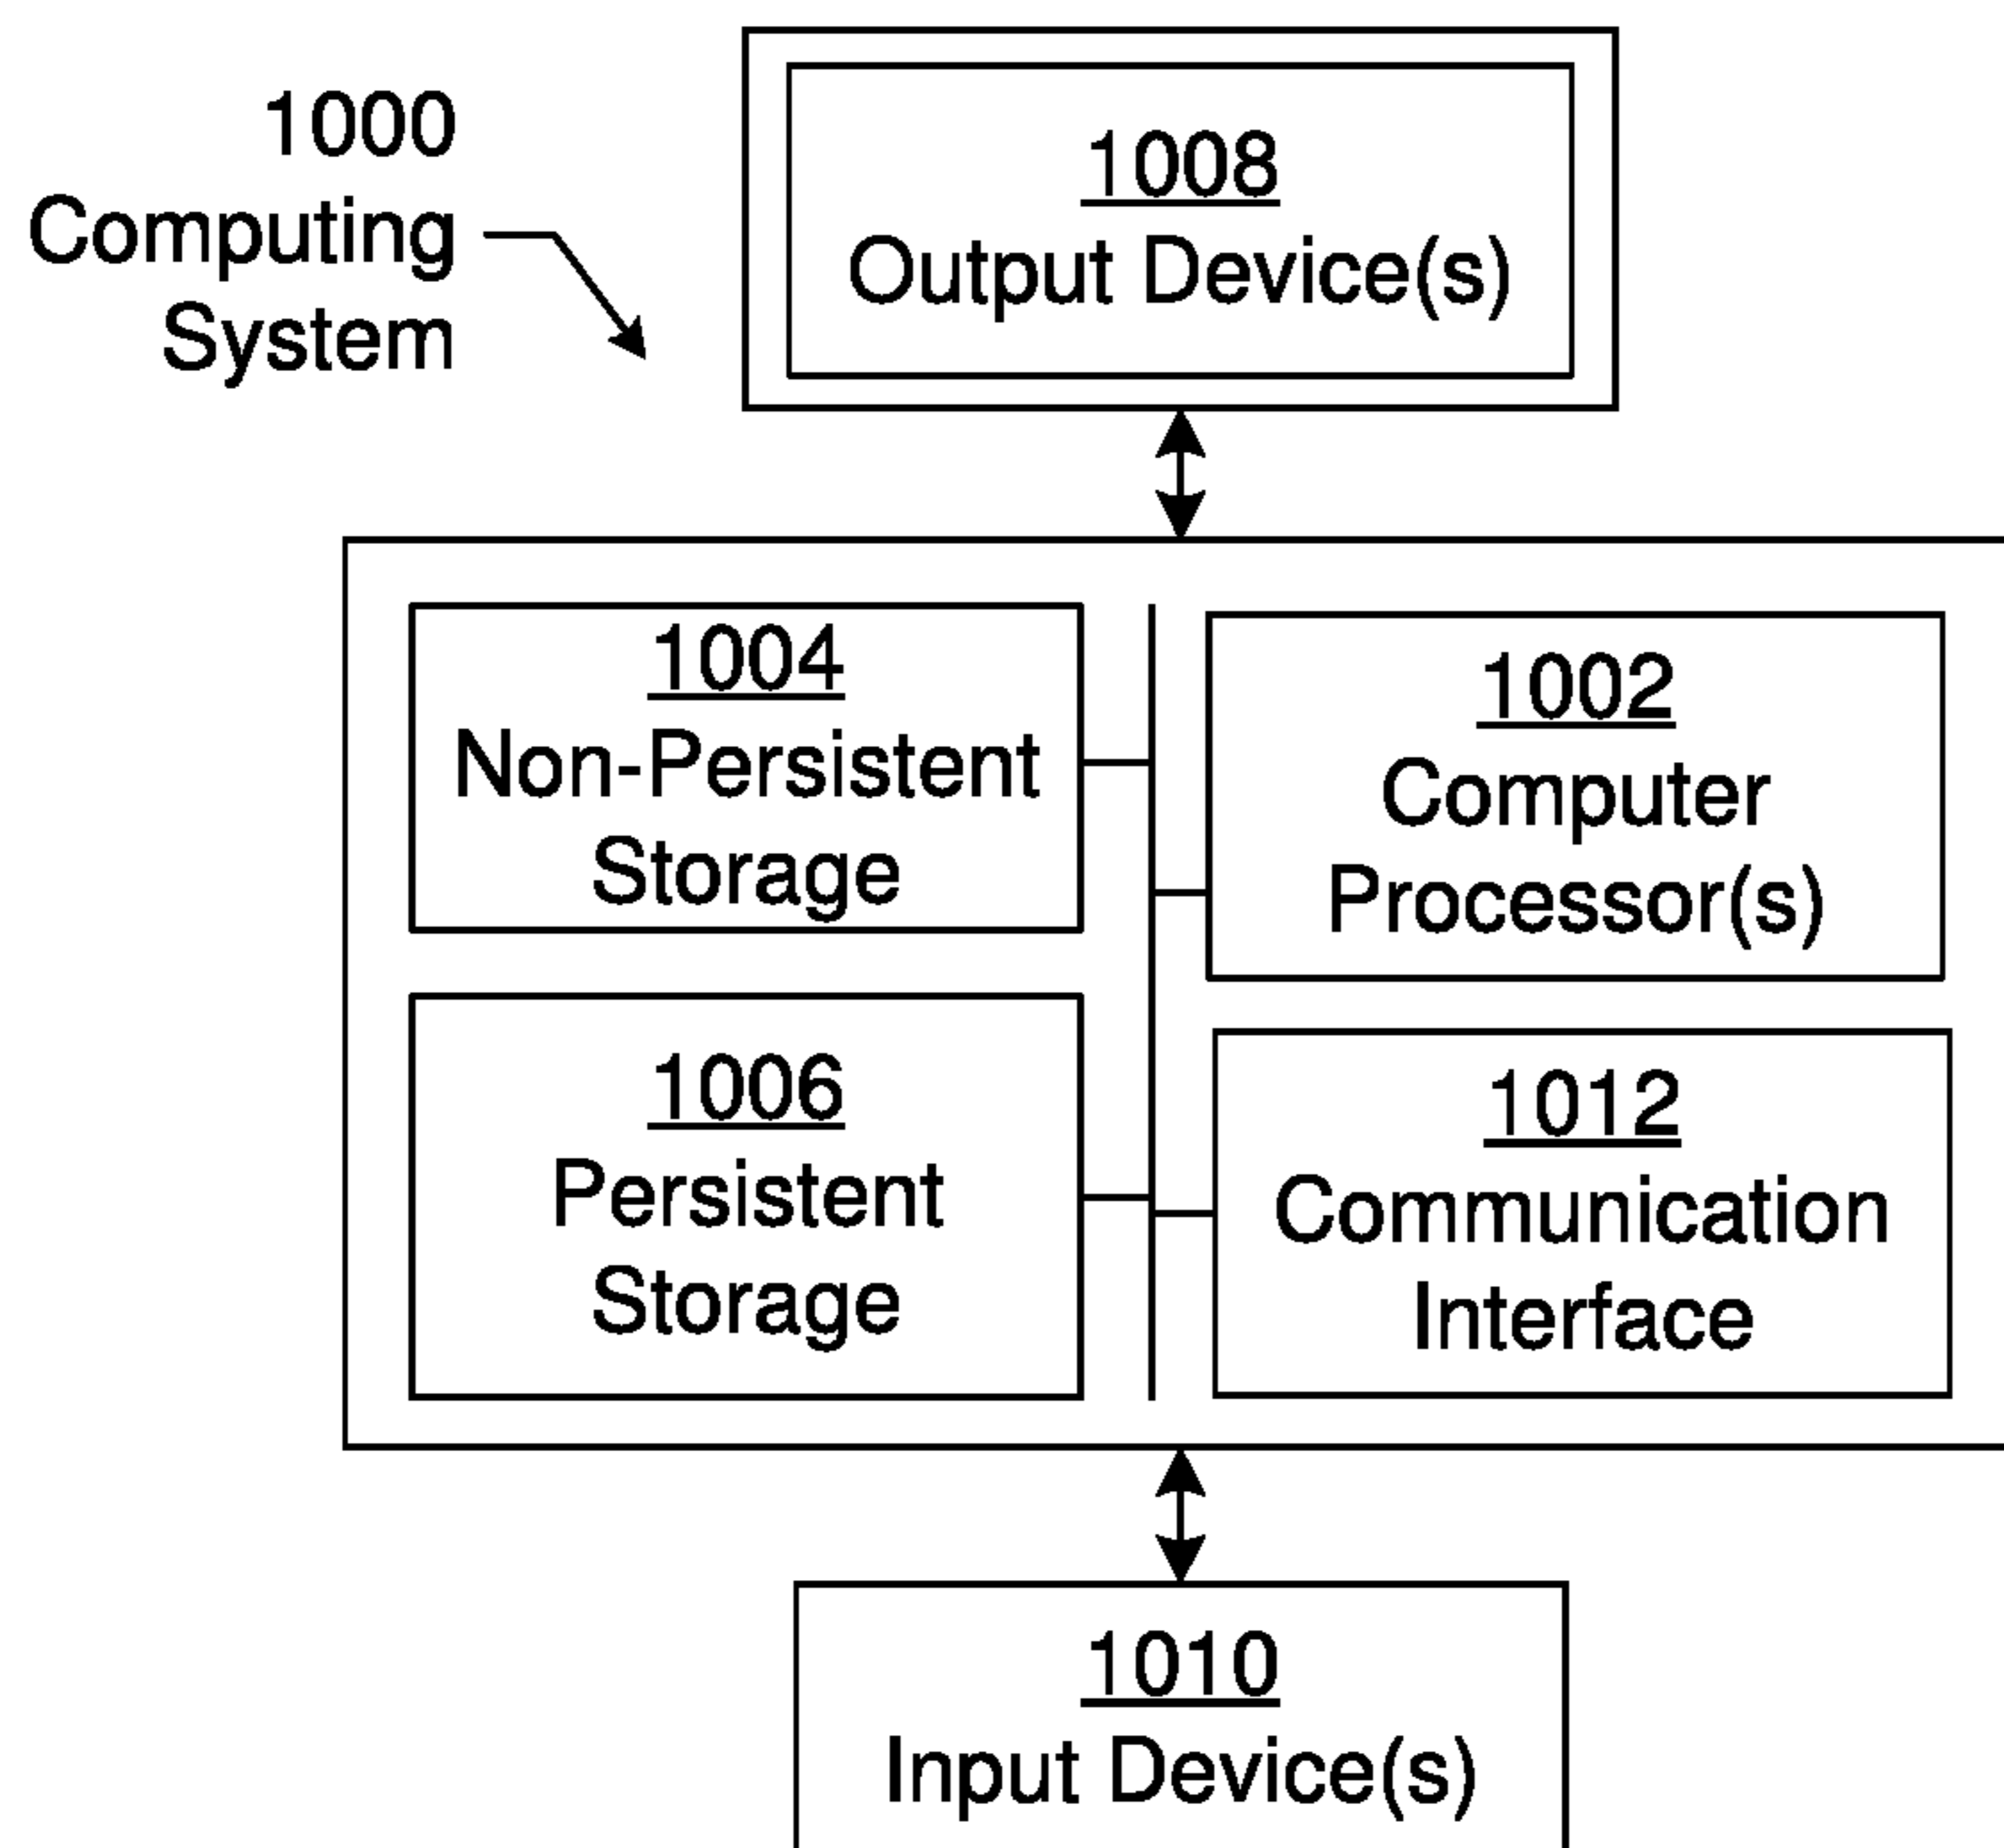 1000
Computing
System
1008
Output Device(s)
1004
Non-Persistent
Storage
1002
Computer
Processor(s)
1006
Persistent
Storage
1012
Communication
Interface
1010
Input Device(s)